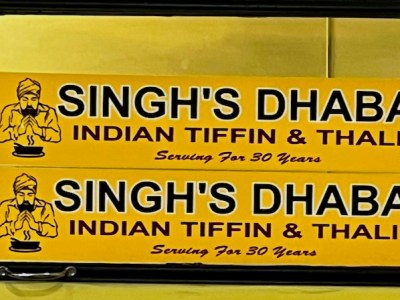 SINGH'S DHABA
INDIAN TIFFIN & THALI
Serving For 30 Years
SINGH'S DHABA
INDIAN TIFFIN & THALI
Serving For 30 Years